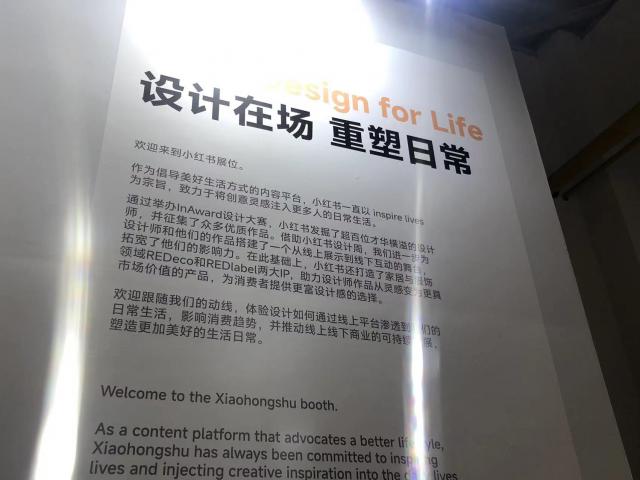 Design for Life
设计在场 重塑日常
欢迎来到小红书展位。
作为倡导美好生活方式的内容平台，小红书一直以 inspire lives
为宗旨，致力于将创意灵感注入更多人的日常生活。
通过举办InAward设计大赛，小红书发掘了超百位才华横溢的设计
师，并征集了众多优质作品。借助小红书设计周，我们进一步为
设计师和他们的作品搭建了一个从线上展示到线下互动的舞台，
拓宽了他们的影响力。在此基础上，小红书还打造了家居与服饰
领域REDeco和REDlabel两大IP，助力设计师作品从灵感变为更具
市场价值的产品，为消费者提供更富设计感的选择。
欢迎跟随我们的动线，体验设计如何通过线上平台渗透到我们的
日常生活，影响消费趋势，并推动线上线下商业的可持续发展，
塑造更加美好的生活日常。
Welcome to the Xiaohongshu booth.
As a content platform that advocates a better lifestyle,
Xiaohongshu has always been committed to inspiring
lives and injecting creative inspiration into the daily lives